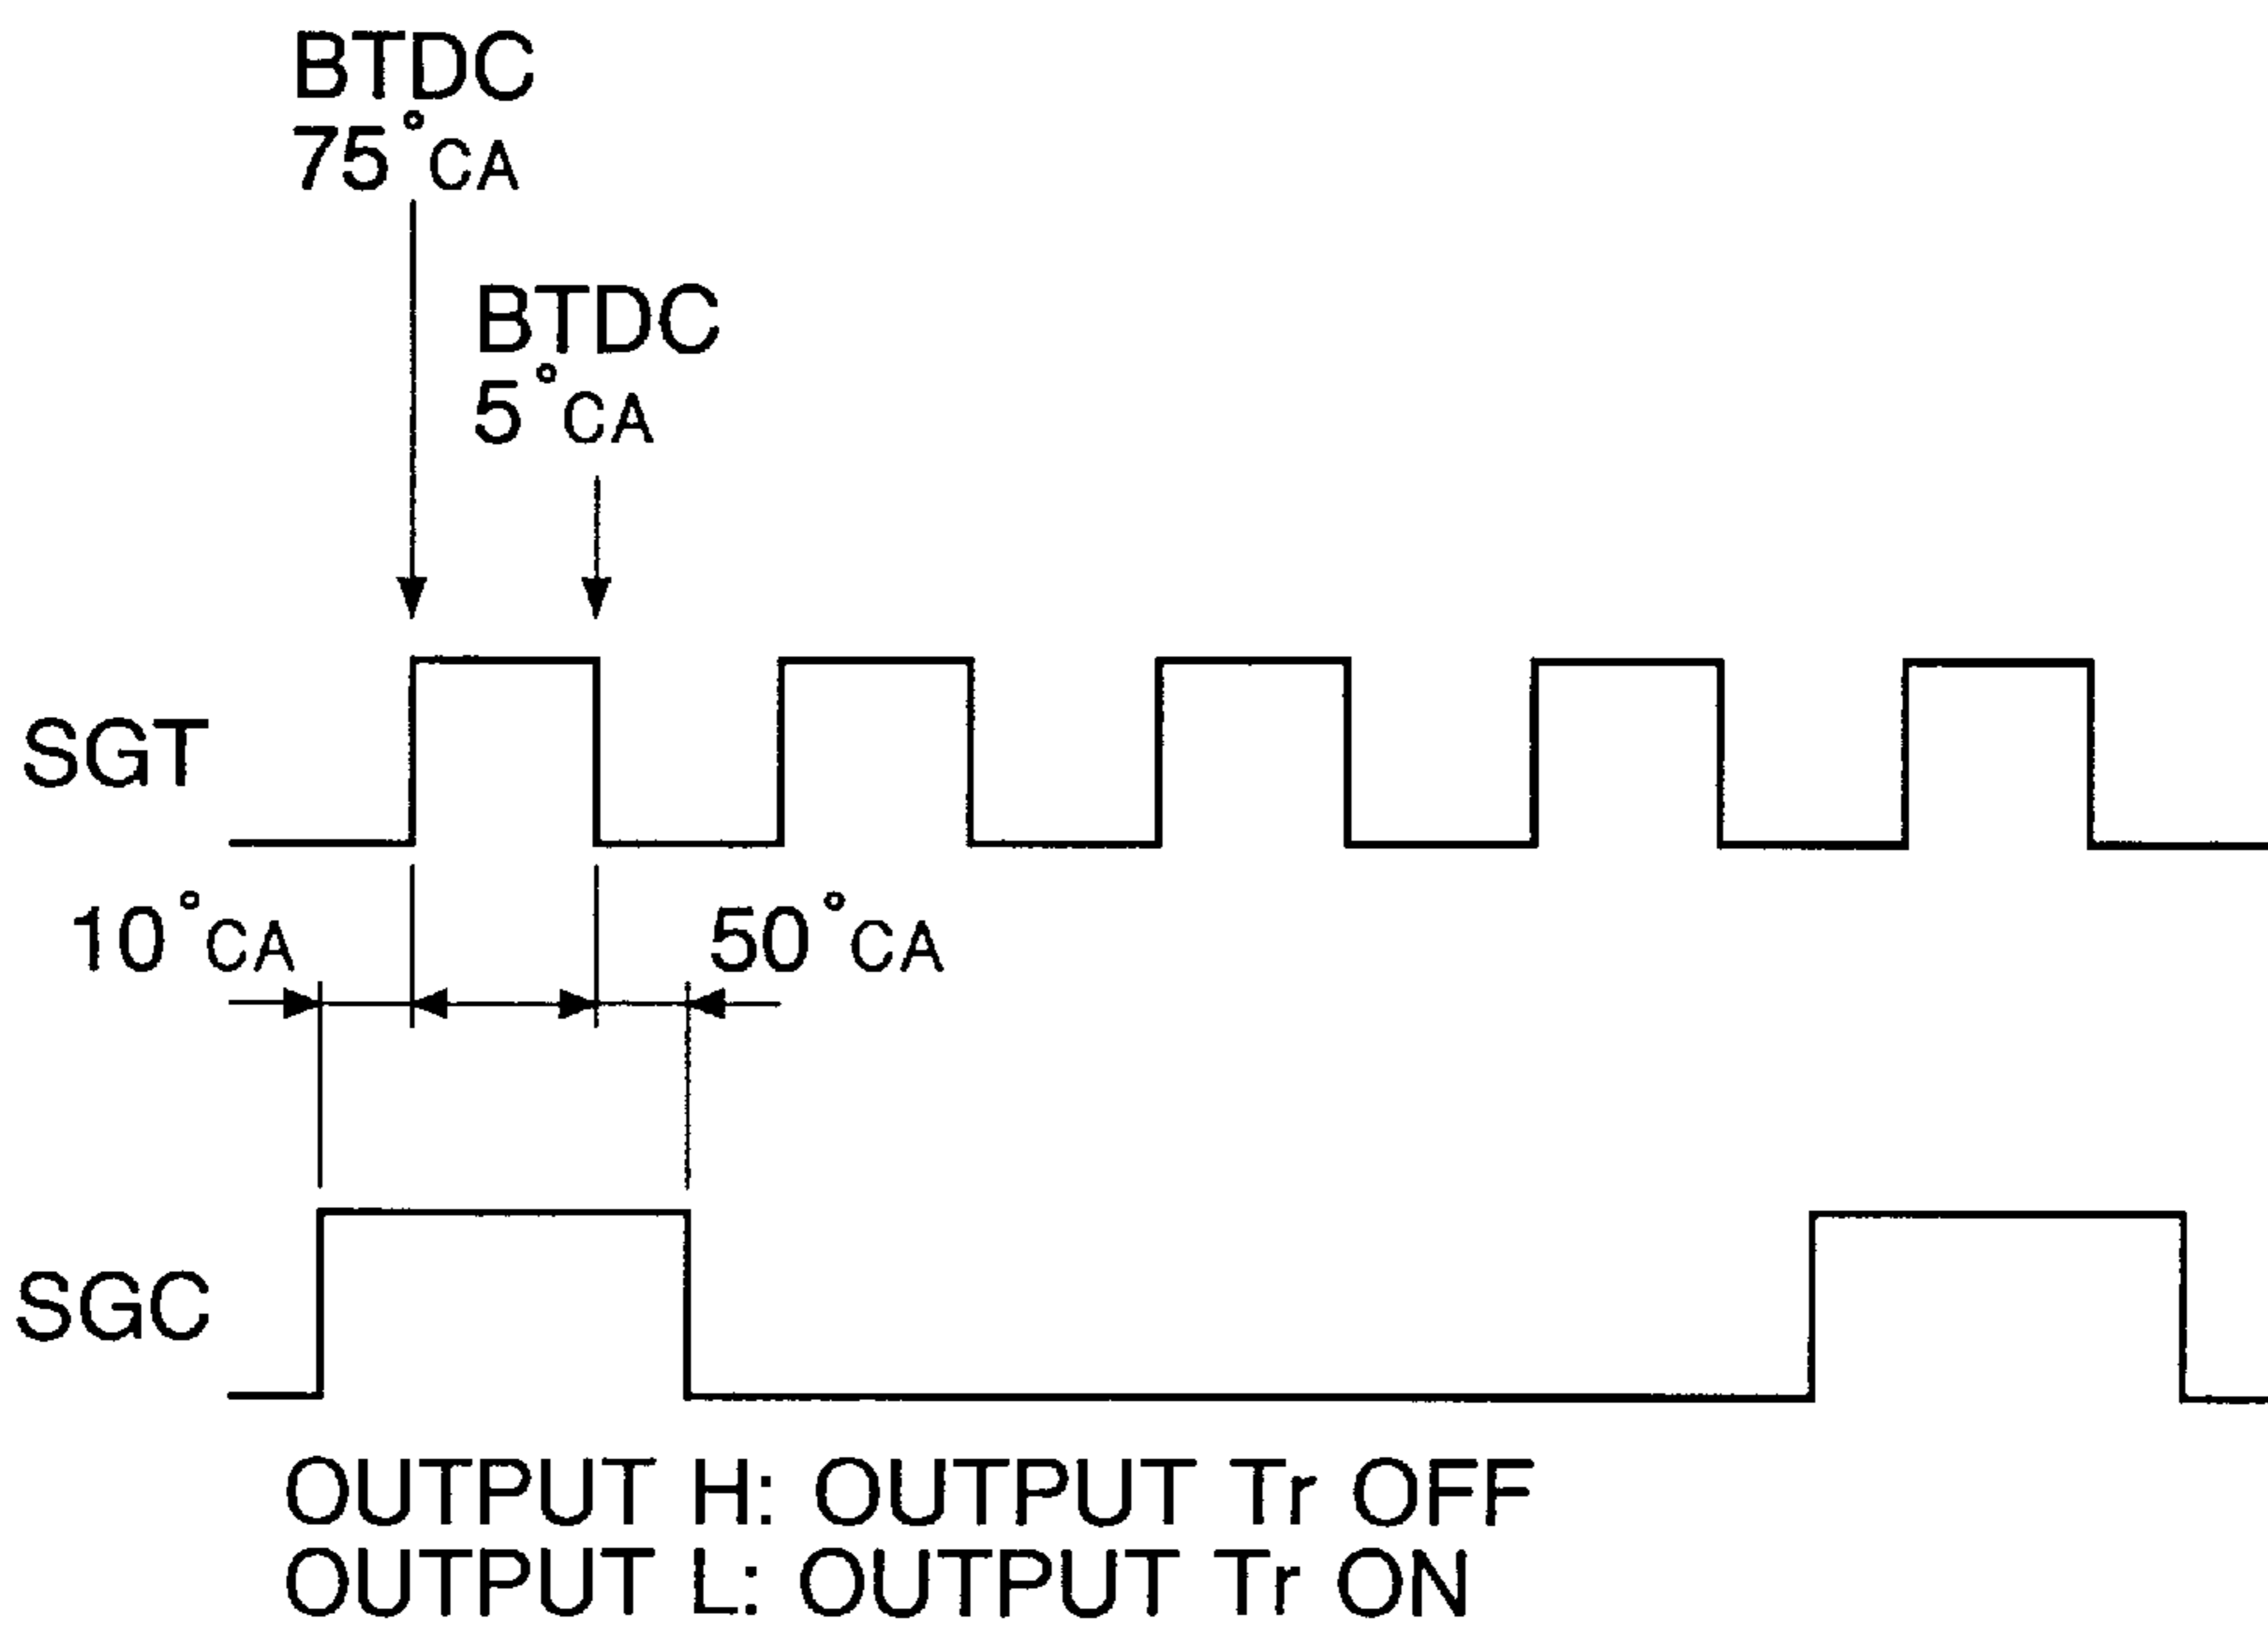 BTDC
75°CA
BTDC
5°CA
SGT
10°CA
50°CA
SGC
OUTPUT H: OUTPUT Tr OFF
OUTPUT L: OUTPUT Tr ON